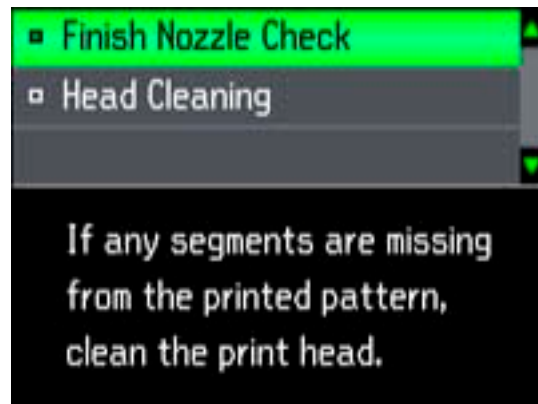 Finish Nozzle Check
Head Cleaning
If any segments are missing
from the printed pattern,
clean the print head.